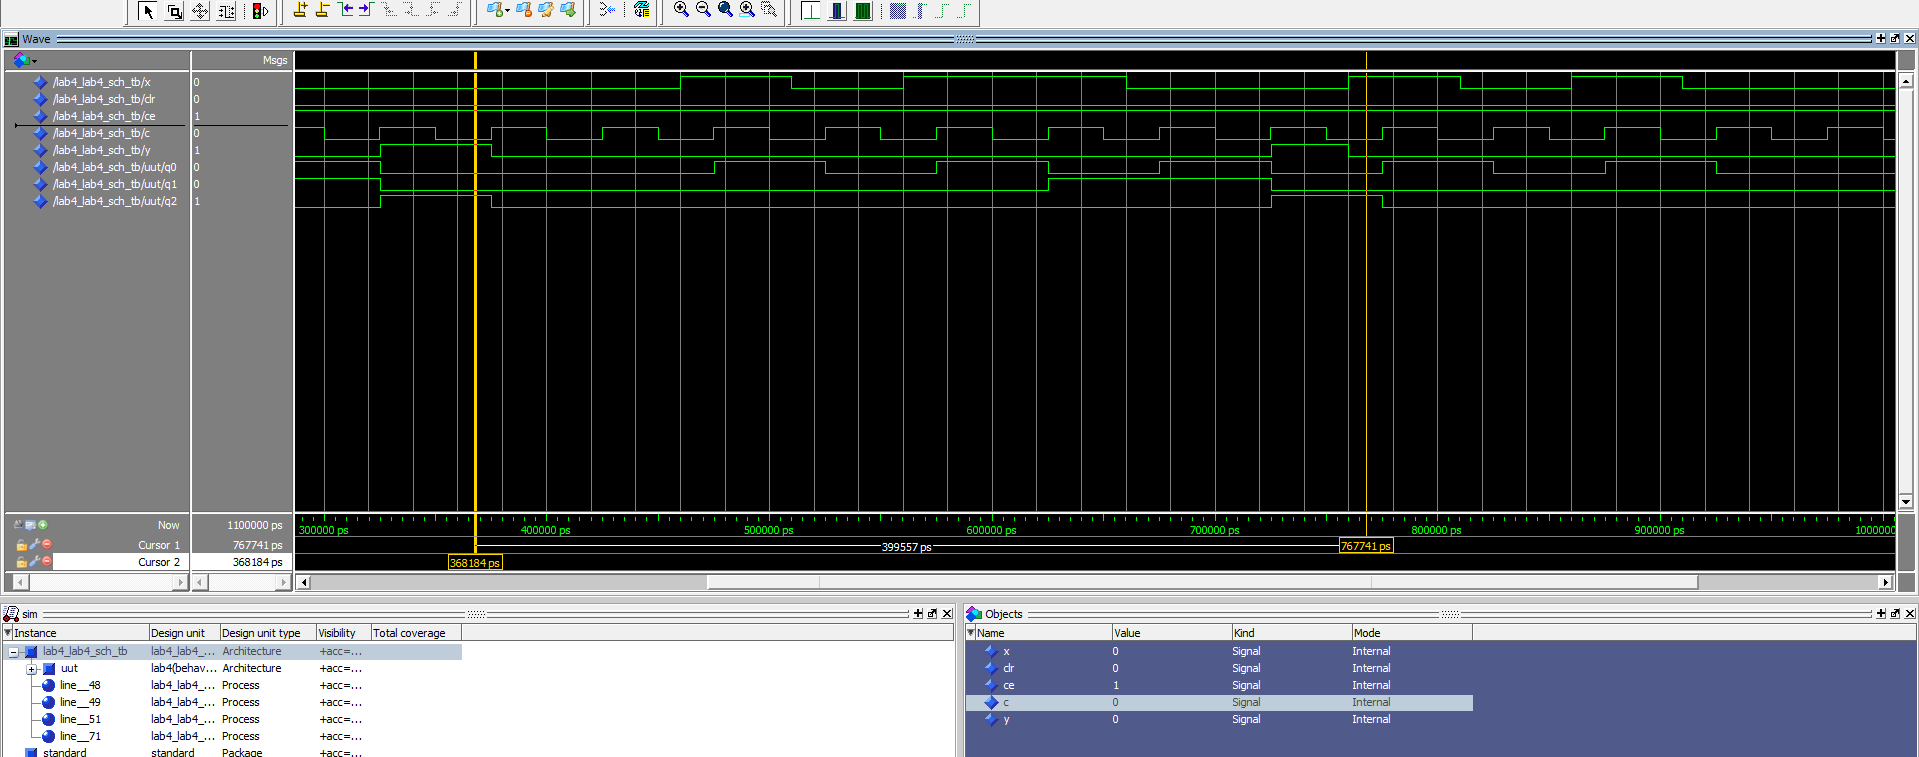 Wave
Msgs
/lab4_lab4_sch_tb/x 0
/lab4_lab4_sch_tb/clr 0
/lab4_lab4_sch_tb/ce 1
/lab4_lab4_sch_tb/c 0
/lab4_lab4_sch_tb/y 1
/lab4_lab4_sch_tb/uut/q0 0
/lab4_lab4_sch_tb/uut/q1 0
/lab4_lab4_sch_tb/uut/q2 1
Now 1100000 ps 300000 ps 400000 ps 500000 ps 600000 ps 700000 ps 800000 ps 900000 ps 1000000
Cursor 1 767741 ps 399557 ps 767741 ps
Cursor 2 368184 ps 368184 ps
sim
Instance Design unit Design unit type Visibility Total coverage
lab4_lab4_sch_tb lab4_lab4_... Architecture +acc=...
uut lab4(behav... Architecture +acc=...
line__48 lab4_lab4_... Process +acc=...
line__49 lab4_lab4_... Process +acc=...
line__51 lab4_lab4_... Process +acc=...
line__71 lab4_lab4_... Process +acc=...
standard standard Package +acc=...
Objects
Name Value Kind Mode
x 0 Signal Internal
clr 0 Signal Internal
ce 1 Signal Internal
c 0 Signal Internal
y 0 Signal Internal